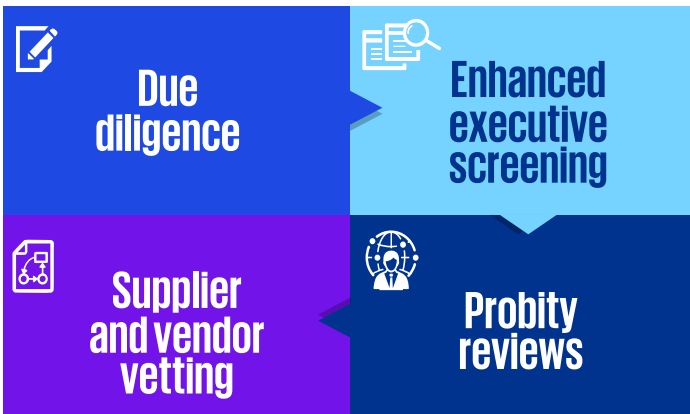 Due
diligence
Enhanced
executive
screening
Supplier
and vendor
vetting
Probity
reviews